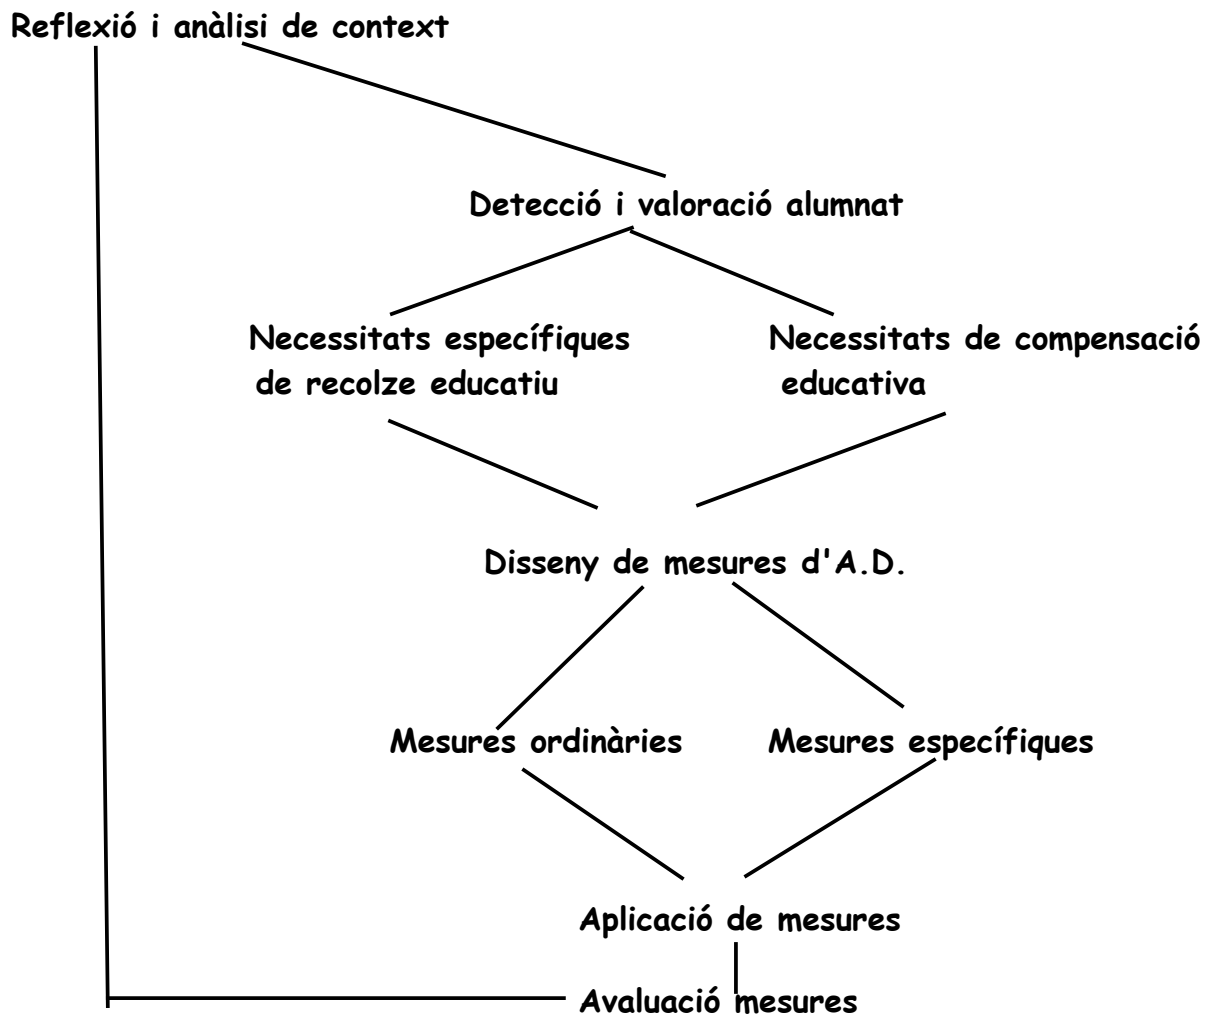 Reflexió i anàlisi de context
Detecció i valoració alumnat
Necessitats específiques
de recolze educatiu
Necessitats de compensació
educativa
Disseny de mesures d'A.D.
Mesures ordinàries
Mesures específiques
Aplicació de mesures
Avaluació mesures